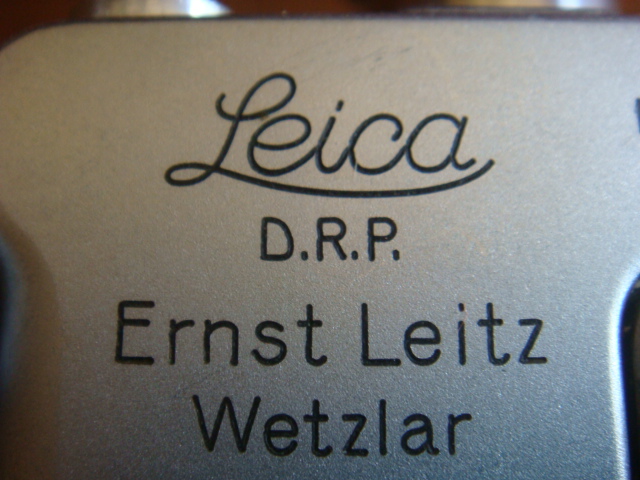 Leica
D.R.P.
Ernst Leitz
Wetzlar